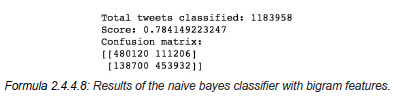 Total tweets classified: 1183958
Score: 0.784149223247
Confusion matrix:
[[480120 111206]
[138700 453932]]
Formula 2.4.4.8: Results of the naive bayes classifier with bigram features.